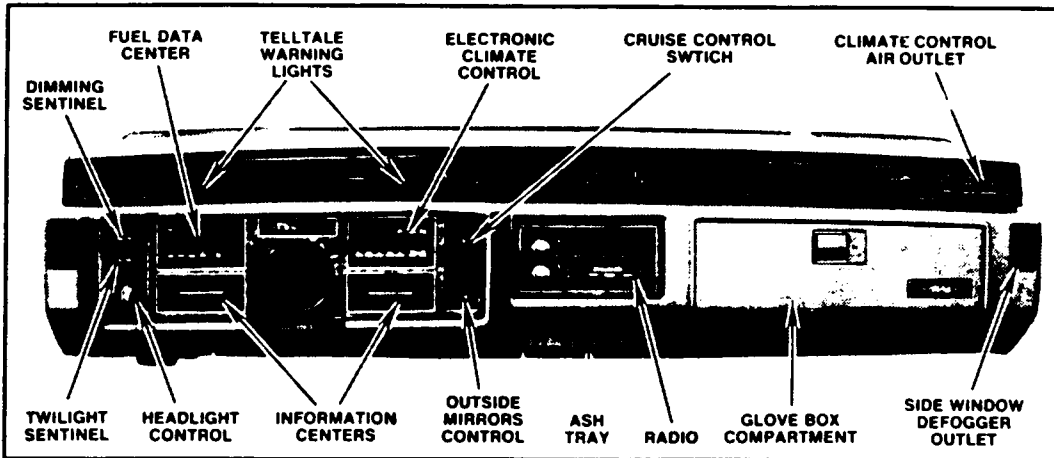 FUEL DATA
CENTER
TELLTALE
WARNING
LIGHTS
ELECTRONIC
CLIMATE
CONTROL
CRUISE CONTROL
SWTICH
CLIMATE CONTROL
AIR OUTLET
DIMMING
SENTINEL
TWILIGHT
SENTINEL
HEADLIGHT
CONTROL
INFORMATION
CENTERS
OUTSIDE
MIRRORS
CONTROL
ASH
TRAY
RADIO
GLOVE BOX
COMPARTMENT
SIDE WINDOW
DEFOGGER
OUTLET